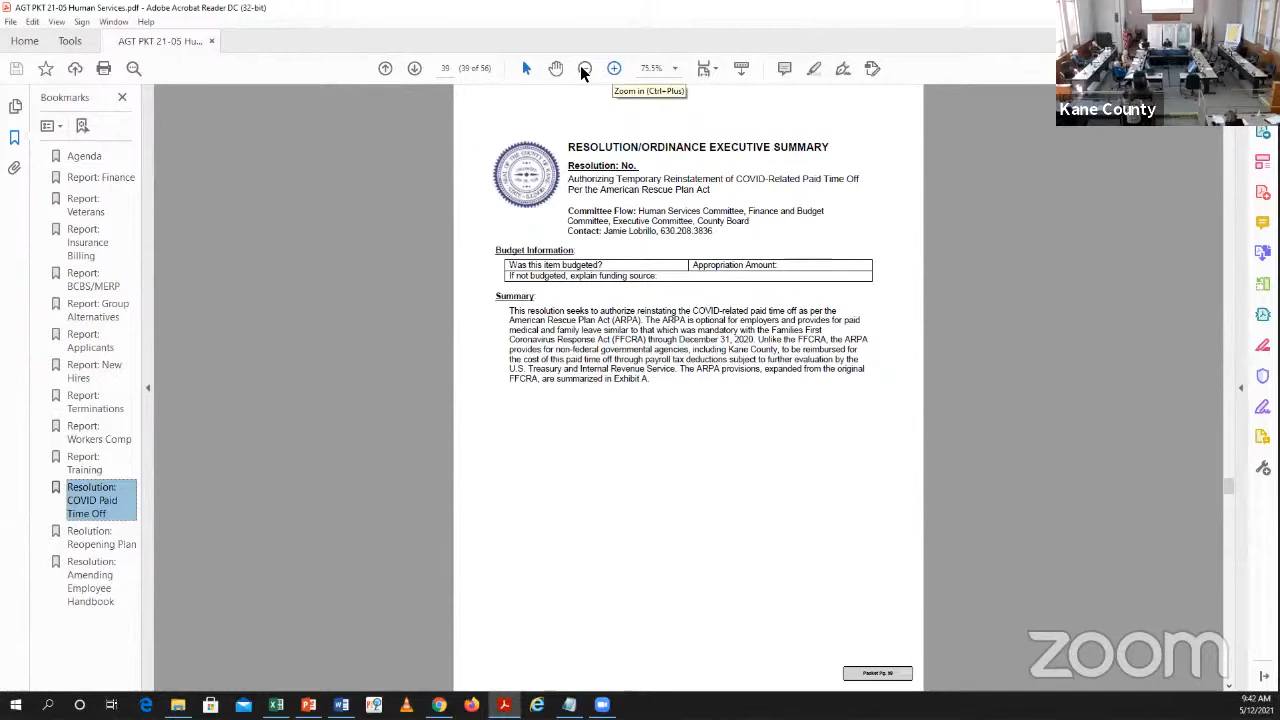 AGT PKT 21-05 Human Services.pdf - Adobe Acrobat Reader DC (32-bit)
File Edit View Sign Window Help
Home Tools AGT PKT 21-05 Hu... ×
39 (39 of 56) 75.5%
Zoom in (Ctrl+Plus)
Kane County
Bookmarks
Agenda
Report: Finance
Report:
Veterans
Report:
Insurance
Billing
Report:
BCBS/MERP
Report: Group
Alternatives
Report:
Applicants
Report: New
Hires
Report:
Terminations
Report:
Workers Comp
Report:
Training
Resolution:
COVID Paid
Time Off
Reolution:
Reopening Plan
Resolution:
Amending
Employee
Handbook
RESOLUTION/ORDINANCE EXECUTIVE SUMMARY
Resolution: No.
Authorizing Temporary Reinstatement of COVID-Related Paid Time Off
Per the American Rescue Plan Act
Committee Flow: Human Services Committee, Finance and Budget
Committee, Executive Committee, County Board
Contact: Jamie Lobrillo, 630.208.3836
Budget Information:
Was this item budgeted? Appropriation Amount:
If not budgeted, explain funding source:
Summary:
This resolution seeks to authorize reinstating the COVID-related paid time off as per the
American Rescue Plan Act (ARPA). The ARPA is optional for employers and provides for paid
medical and family leave similar to that which was mandatory with the Families First
Coronavirus Response Act (FFCRA) through December 31, 2020. Unlike the FFCRA, the ARPA
provides for non-federal governmental agencies, including Kane County, to be reimbursed for
the cost of this paid time off through payroll tax deductions subject to further evaluation by the
U.S. Treasury and Internal Revenue Service. The ARPA provisions, expanded from the original
FFCRA, are summarized in Exhibit A.
Packet Pg.
zoom
9:42 AM
5/12/2021